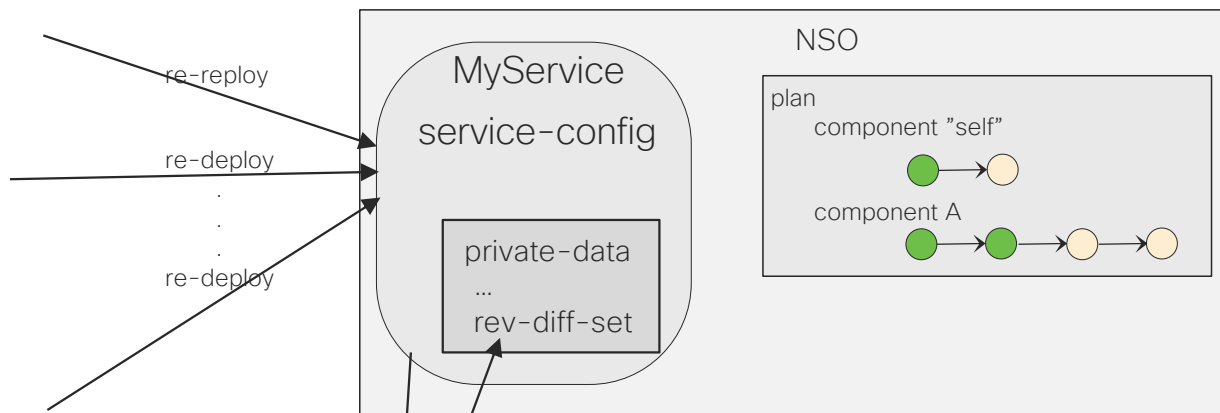 NSO
MyService
service-config
re-reploy
re-deploy
.
.
.
re-deploy
private-data
...
rev-diff-set
plan
component ”self”
component A